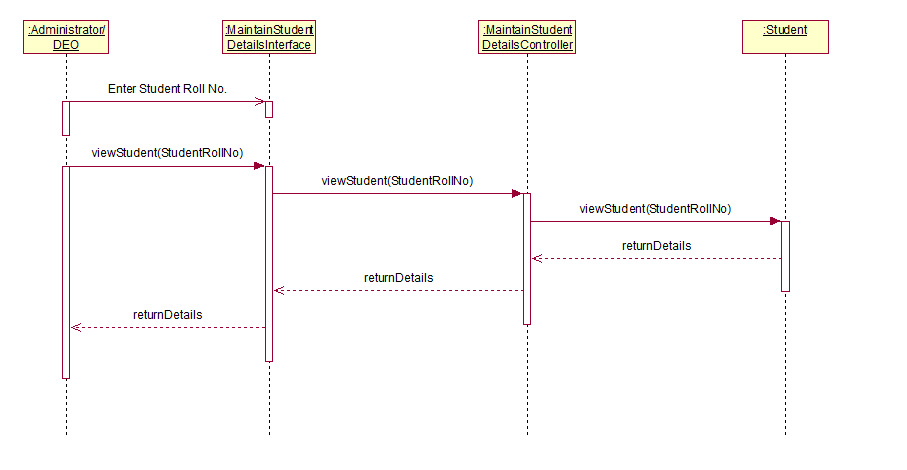 :Administrator/
DEO
:MaintainStudent
DetailsInterface
:MaintainStudent
DetailsController
:Student
Enter Student Roll No.
viewStudent(StudentRollNo)
viewStudent(StudentRollNo)
viewStudent(StudentRollNo)
returnDetails
returnDetails
returnDetails